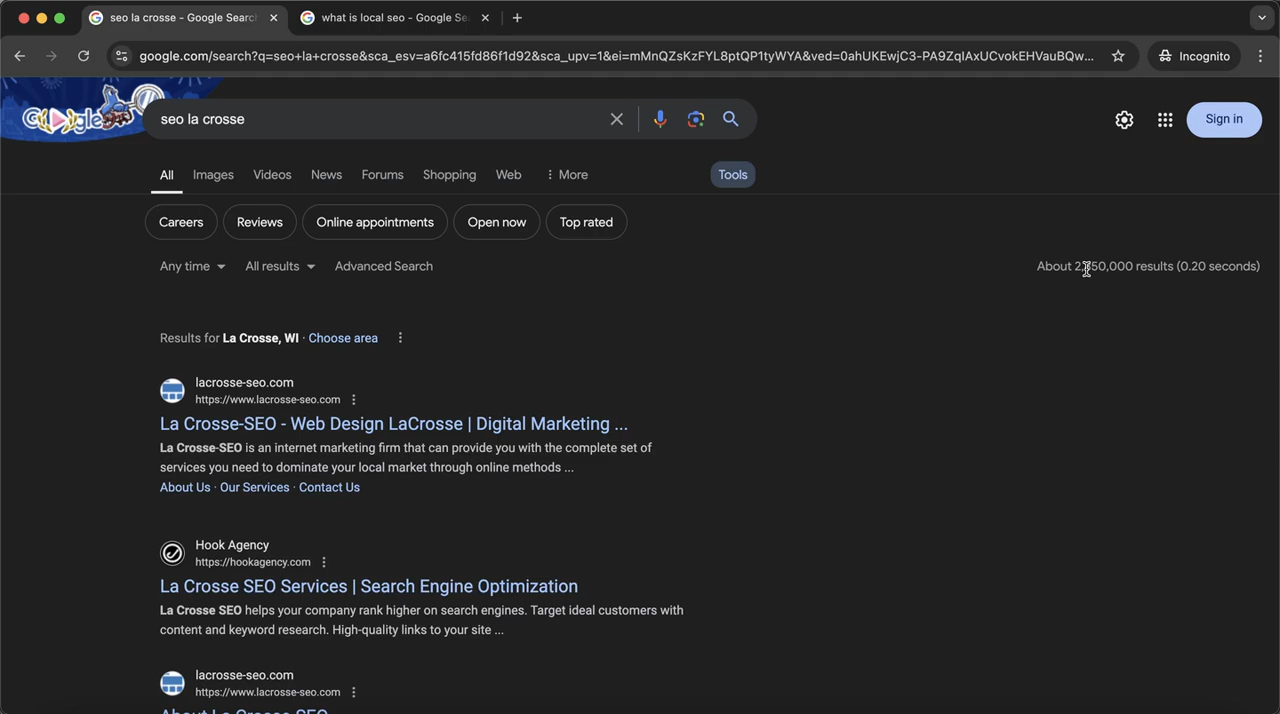 seo la crosse - Google Search
what is local seo - Google Se
google.com/search?q=seo+la+crosse&sca_esv=a6fc415fd86f1d92&sca_upv=1&ei=mMnQZsKzFYL8ptQP1tyWYA&ved=0ahUKEwjC3-PA9ZqIAxUCvokEHVauBQw...
Incognito
Google
seo la crosse
Sign in
All
Images
Videos
News
Forums
Shopping
Web
More
Tools
Careers
Reviews
Online appointments
Open now
Top rated
Any time
All results
Advanced Search
About results (0.20 seconds)
Results for La Crosse, WI · Choose area
lacrosse-seo.com
https://www.lacrosse-seo.com
La Crosse-SEO - Web Design LaCrosse | Digital Marketing ...
La Crosse-SEO is an internet marketing firm that can provide you with the complete set of
services you need to dominate your local market through online methods ...
About Us · Our Services · Contact Us
Hook Agency
https://hookagency.com
La Crosse SEO Services | Search Engine Optimization
La Crosse SEO helps your company rank higher on search engines. Target ideal customers with
content and keyword research. High-quality links to your site ...
lacrosse-seo.com
https://www.lacrosse-seo.com
About La Crosse SEO